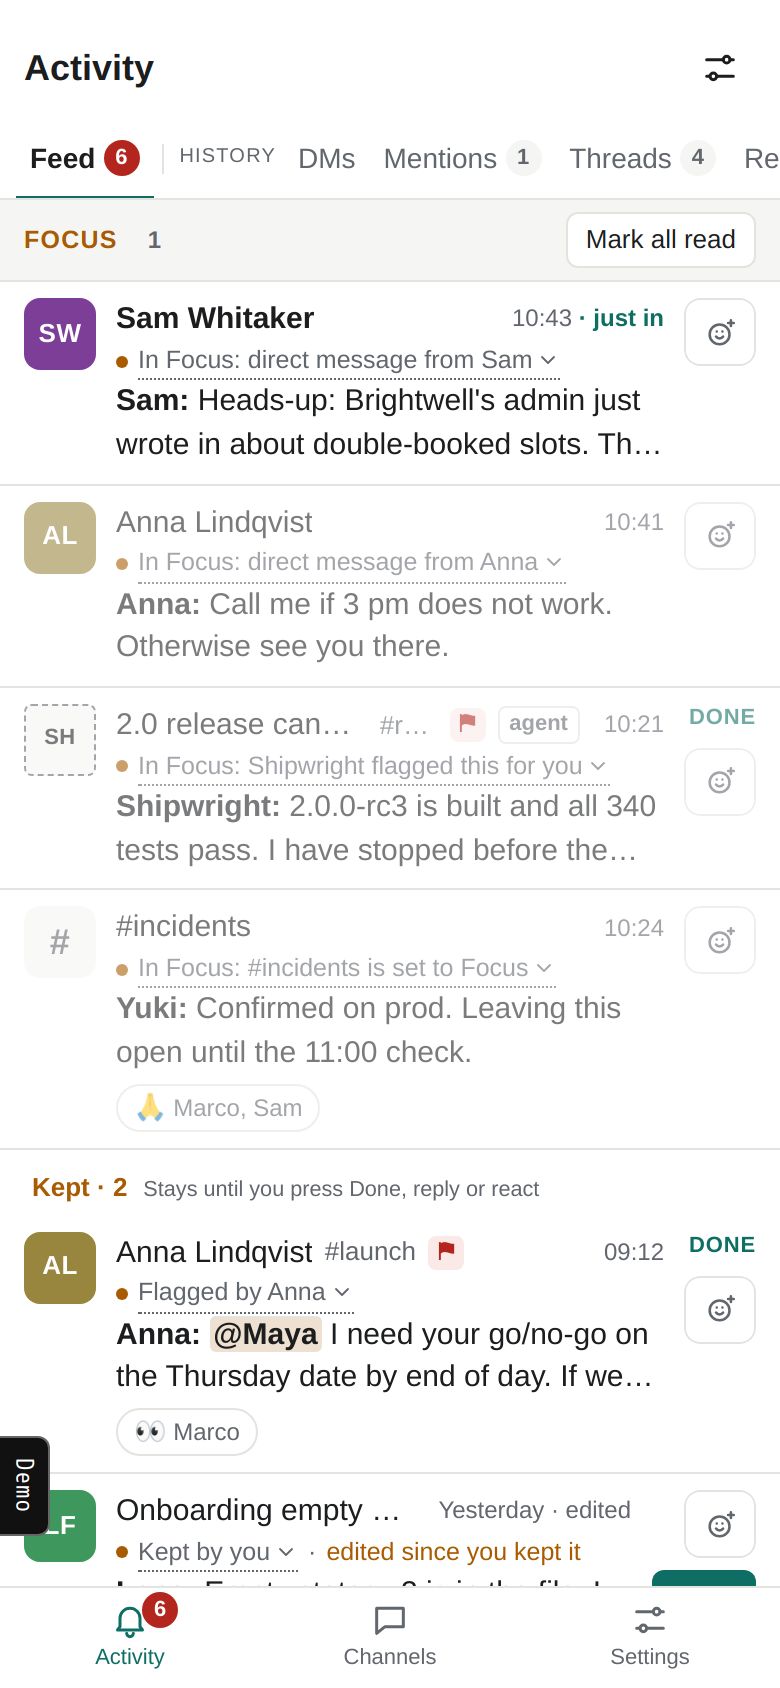 Activity
Feed 6 HISTORY DMs Mentions 1 Threads 4 Re
FOCUS 1 Mark all read
SW Sam Whitaker 10:43 · just in
In Focus: direct message from Sam
Sam: Heads-up: Brightwell's admin just
wrote in about double-booked slots. Th…
AL Anna Lindqvist 10:41
In Focus: direct message from Anna
Anna: Call me if 3 pm does not work.
Otherwise see you there.
SH 2.0 release can… #r… agent 10:21 DONE
In Focus: Shipwright flagged this for you
Shipwright: 2.0.0-rc3 is built and all 340
tests pass. I have stopped before the…
# #incidents 10:24
In Focus: #incidents is set to Focus
Yuki: Confirmed on prod. Leaving this
open until the 11:00 check.
🙏 Marco, Sam
Kept · 2 Stays until you press Done, reply or react
AL Anna Lindqvist #launch 09:12 DONE
Flagged by Anna
Anna: @Maya I need your go/no-go on
the Thursday date by end of day. If we…
👀 Marco
Demo
LF Onboarding empty … Yesterday · edited
Kept by you · edited since you kept it
6
Activity Channels Settings